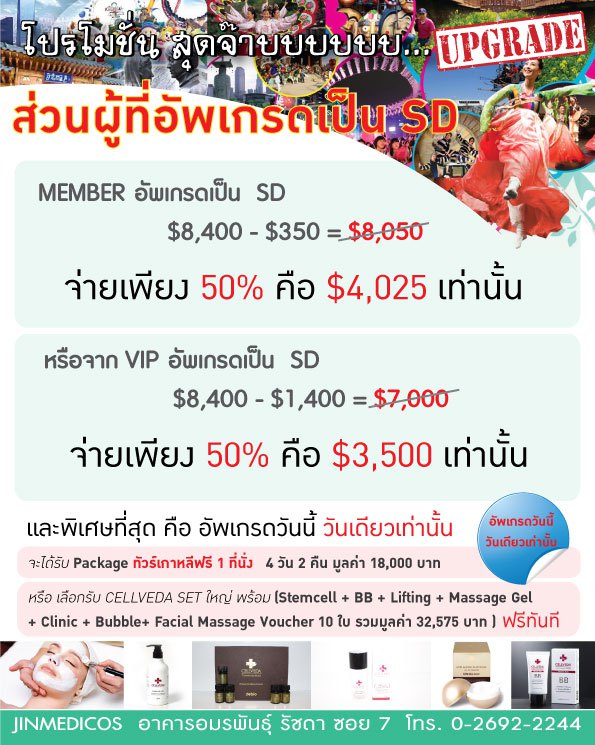 โปรโมชั่น สุดจ๊าบบบบบบ...
UPGRADE
ส่วนผู้ที่อัพเกรดเป็น SD
MEMBER อัพเกรดเป็น SD
$8,400 - $350 = $8,050
จ่ายเพียง 50% คือ $4,025 เท่านั้น
หรือจาก VIP อัพเกรดเป็น SD
$8,400 - $1,400 = $7,000
จ่ายเพียง 50% คือ $3,500 เท่านั้น
และพิเศษที่สุด คือ อัพเกรดวันนี้ วันเดียวเท่านั้น
อัพเกรดวันนี้
วันเดียวเท่านั้น
จะได้รับ Package ทัวร์เกาหลีฟรี 1 ที่นั่ง 4 วัน 2 คืน มูลค่า 18,000 บาท
หรือ เลือกรับ CELLVEDA SET ใหญ่ พร้อม (Stemcell + BB + Lifting + Massage Gel
+ Clinic + Bubble+ Facial Massage Voucher 10 ใบ รวมมูลค่า 32,575 บาท ) ฟรีทันที
CELLVEDA
BB
JINMEDICOS อาคารอมรพันธุ์ รัชดา ซอย 7 โทร. 0-2692-2244